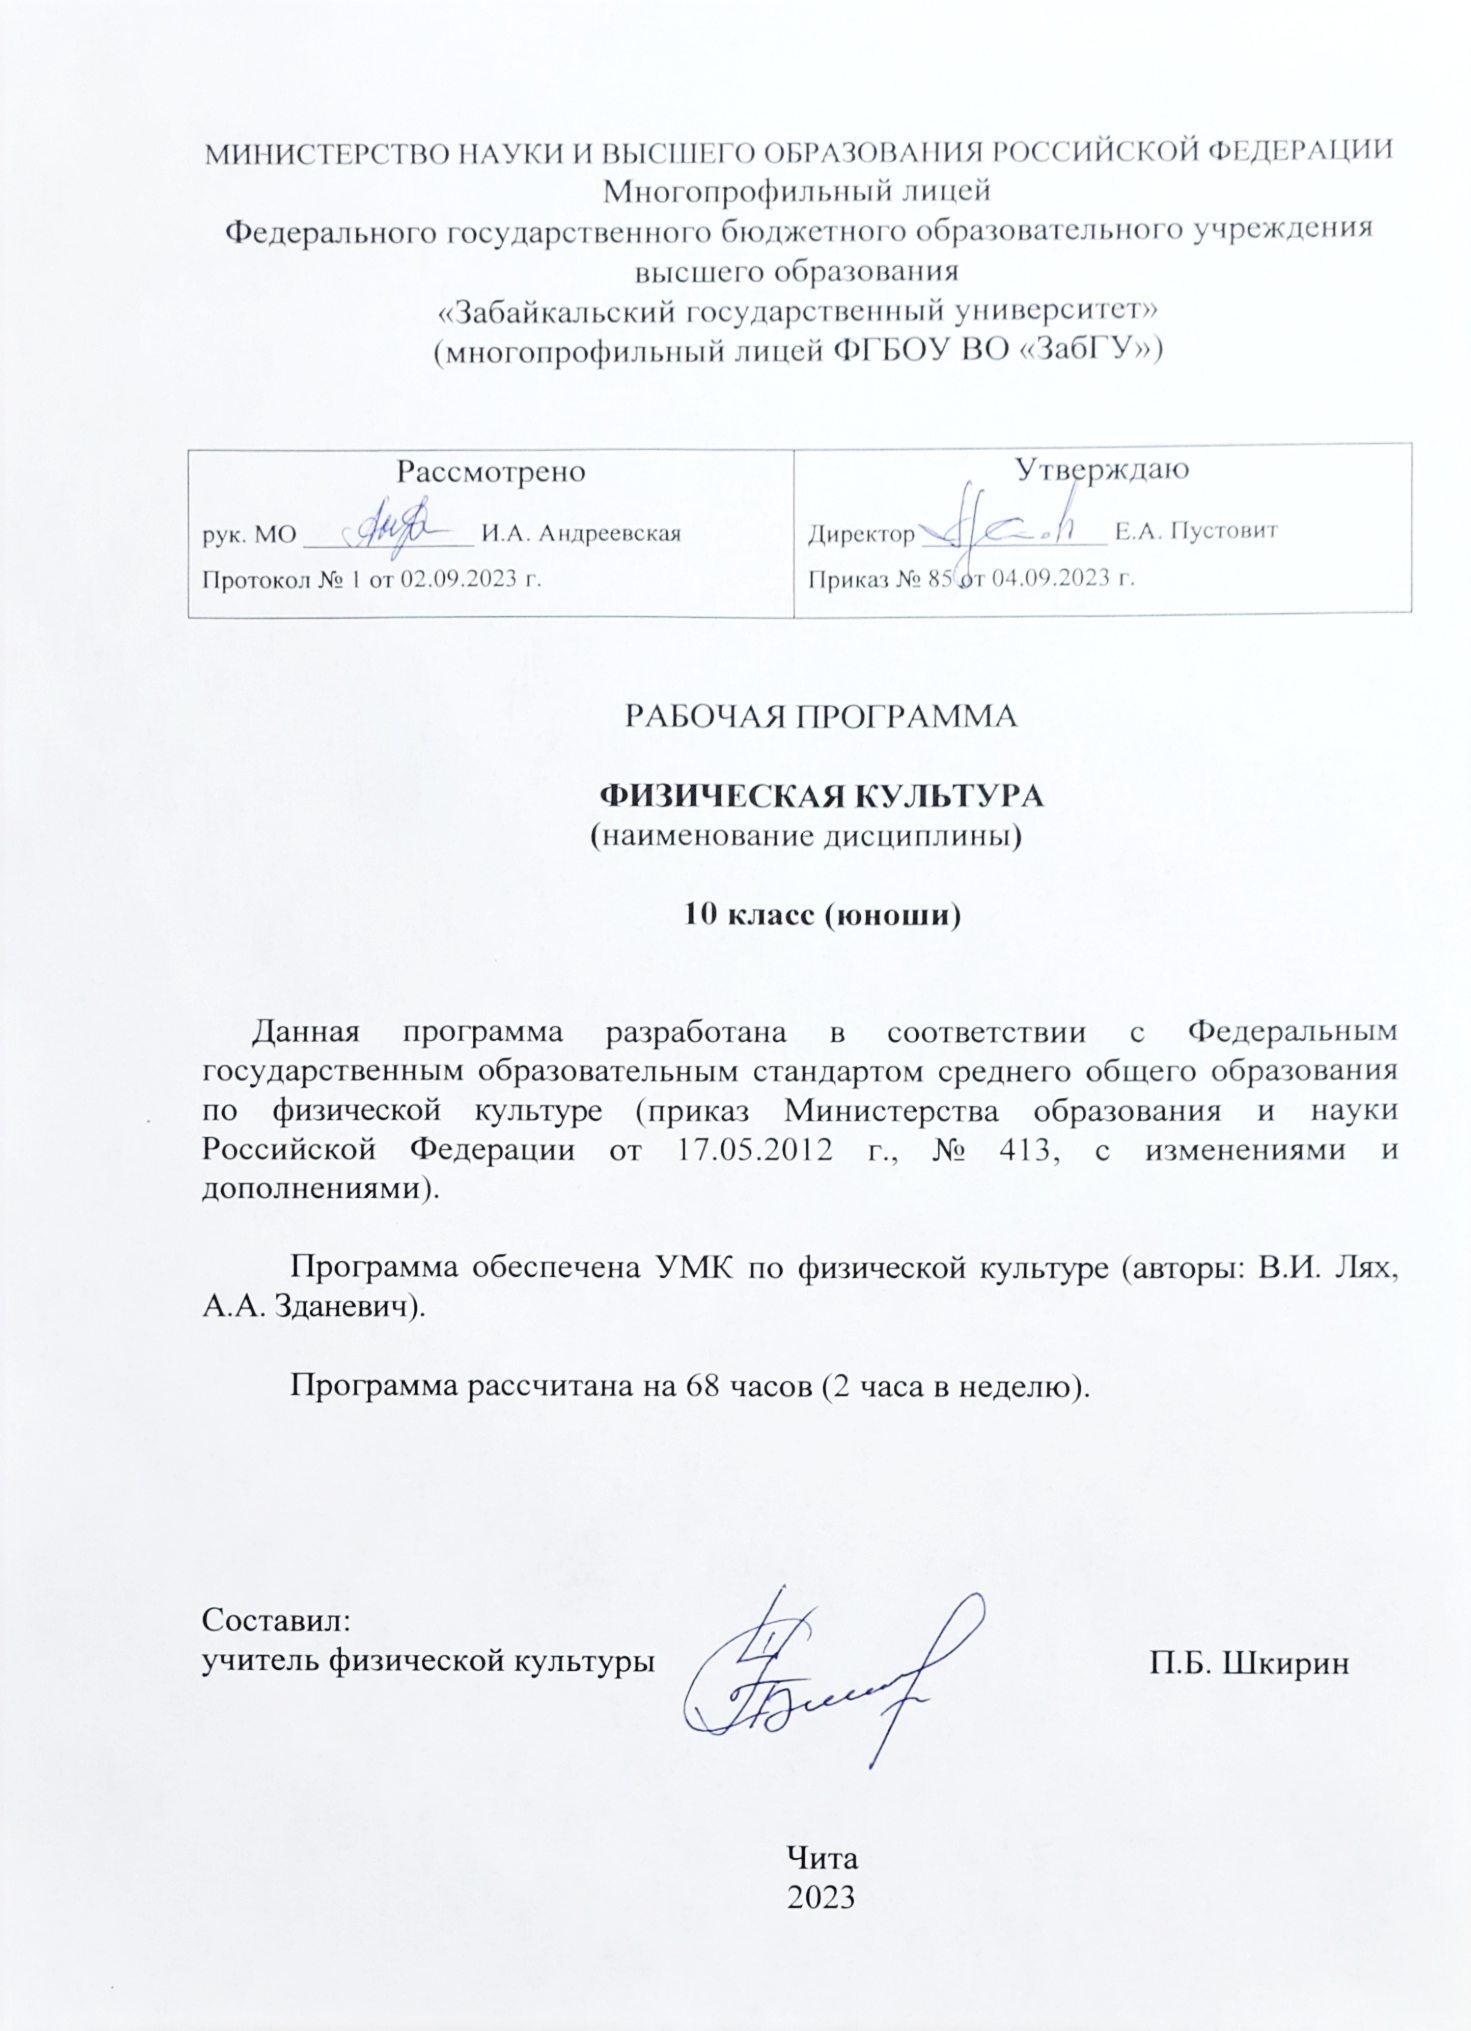 МИНИСТЕРСТВО НАУКИ И ВЫСШЕГО ОБРАЗОВАНИЯ РОССИЙСКОЙ ФЕДЕРАЦИИ
Многопрофильный лицей
Федерального государственного бюджетного образовательного учреждения
высшего образования
«Забайкальский государственный университет»
(многопрофильный лицей ФГБОУ ВО «ЗабГУ»)
Рассмотрено
рук. МО И.А. Андреевская
Протокол № 1 от 02.09.2023 г.
Утверждаю
Директор Е.А. Пустовит
Приказ № 85 от 04.09.2023 г.
РАБОЧАЯ ПРОГРАММА
ФИЗИЧЕСКАЯ КУЛЬТУРА
(наименование дисциплины)
10 класс (юноши)
Данная программа разработана в соответствии с Федеральным
государственным образовательным стандартом среднего общего образования
по физической культуре (приказ Министерства образования и науки
Российской Федерации от 17.05.2012 г., № 413, с изменениями и
дополнениями).
Программа обеспечена УМК по физической культуре (авторы: В.И. Лях,
А.А. Зданевич).
Программа рассчитана на 68 часов (2 часа в неделю).
Составил:
учитель физической культуры П.Б. Шкирин
Чита
2023